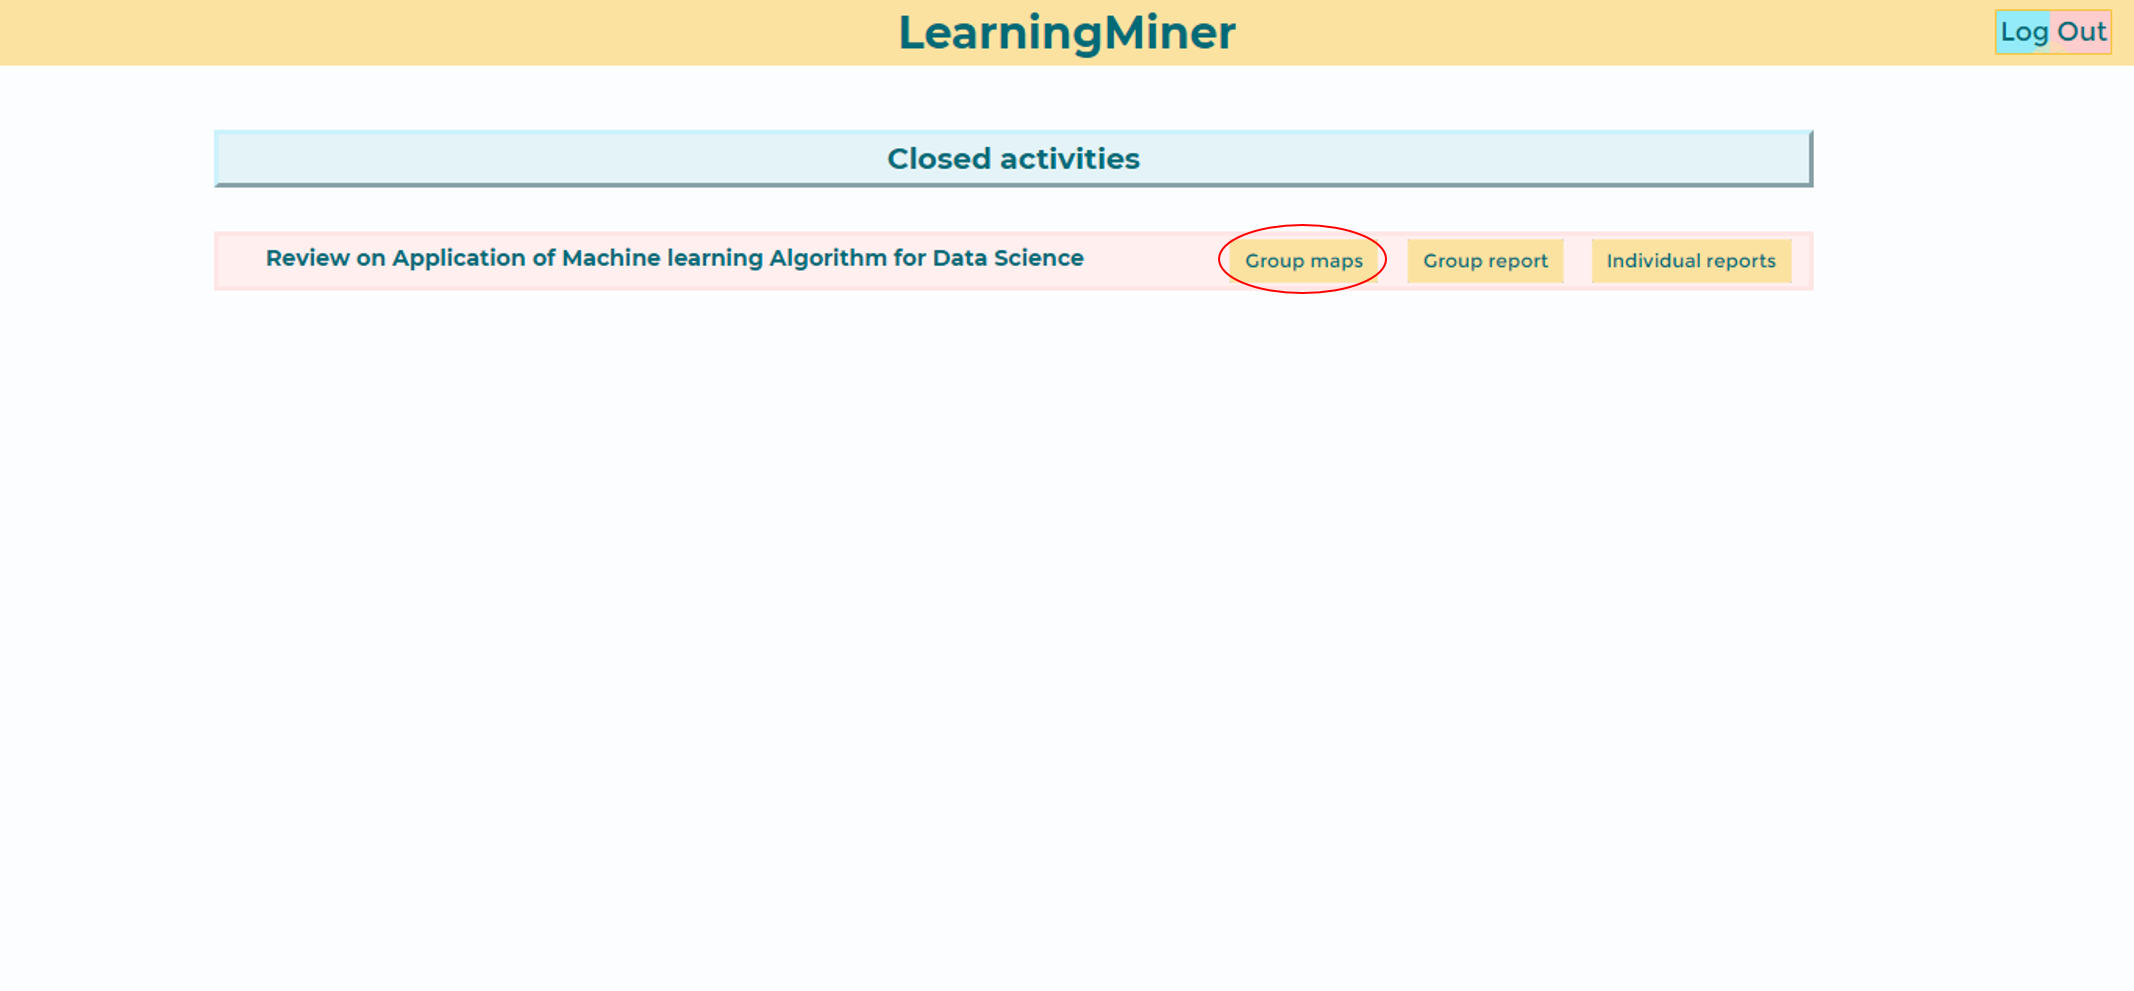 LearningMiner
Log Out
Closed activities
Review on Application of Machine learning Algorithm for Data Science
Group maps
Group report
Individual reports